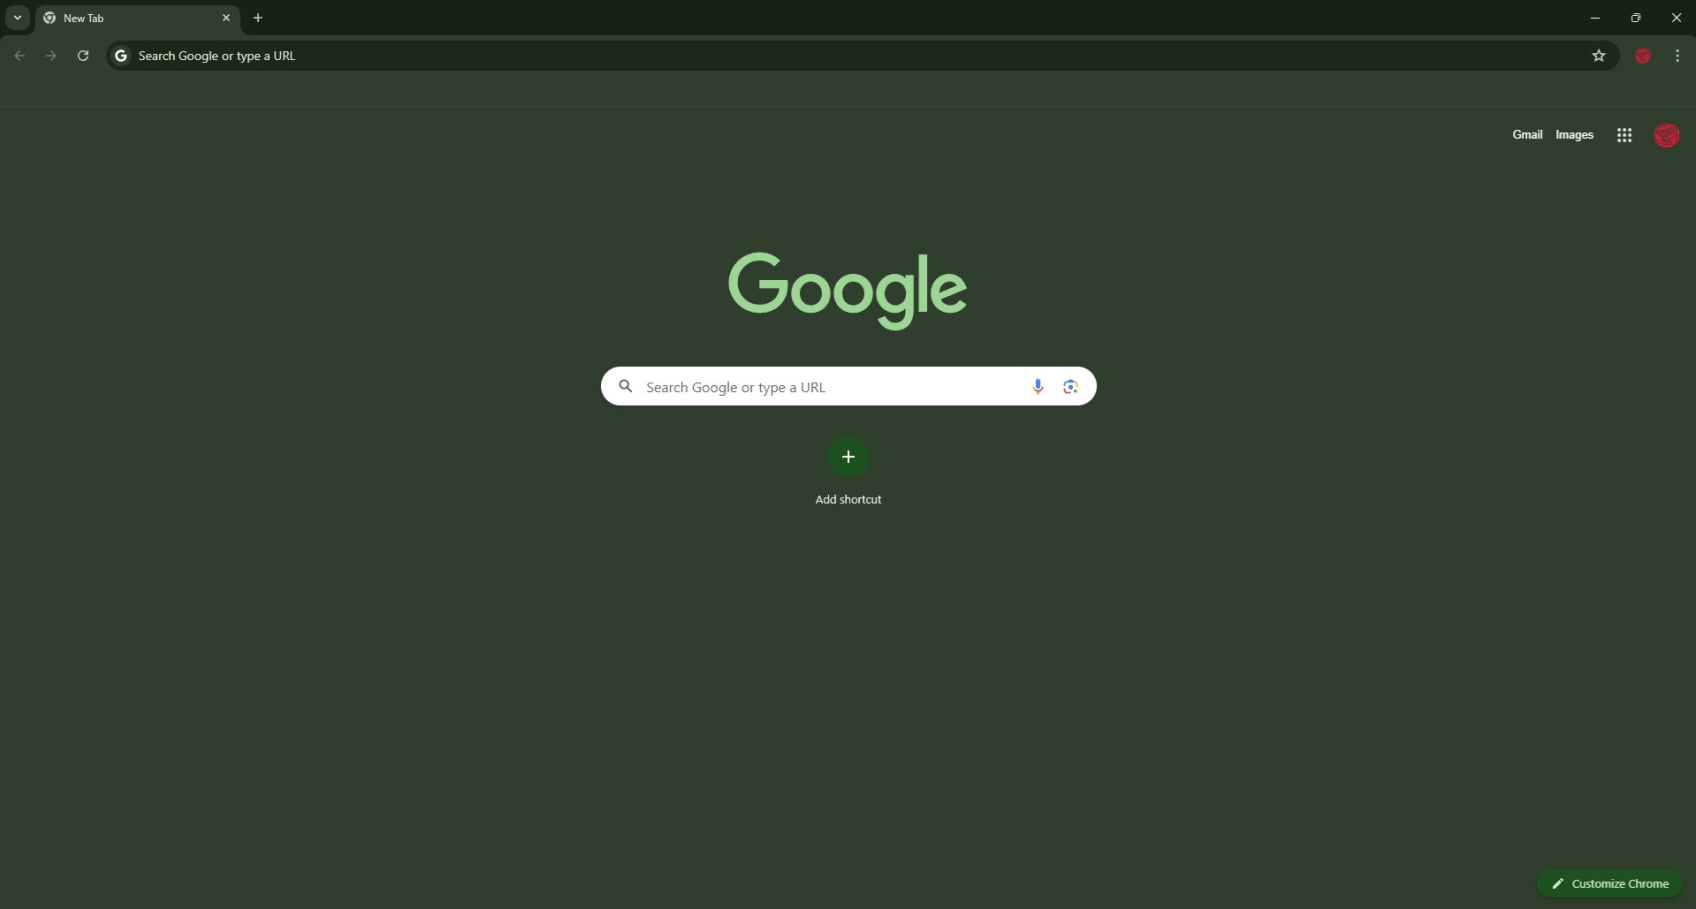 New Tab
Search Google or type a URL
Gmail Images
Google
Search Google or type a URL
Add shortcut
Customize Chrome